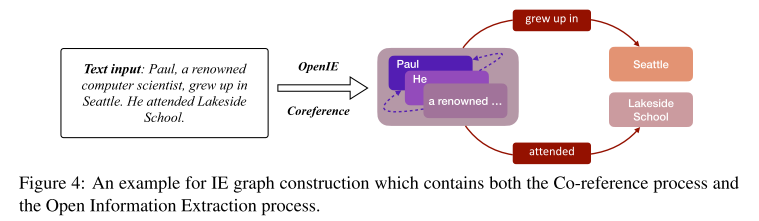 Text input: Paul, a renowned
computer scientist, grew up in
Seattle. He attended Lakeside
School.
OpenIE
Coreference
Paul
He
a renowned ...
grew up in
Seattle
Lakeside
School
attended
Figure 4: An example for IE graph construction which contains both the Co-reference process and
the Open Information Extraction process.